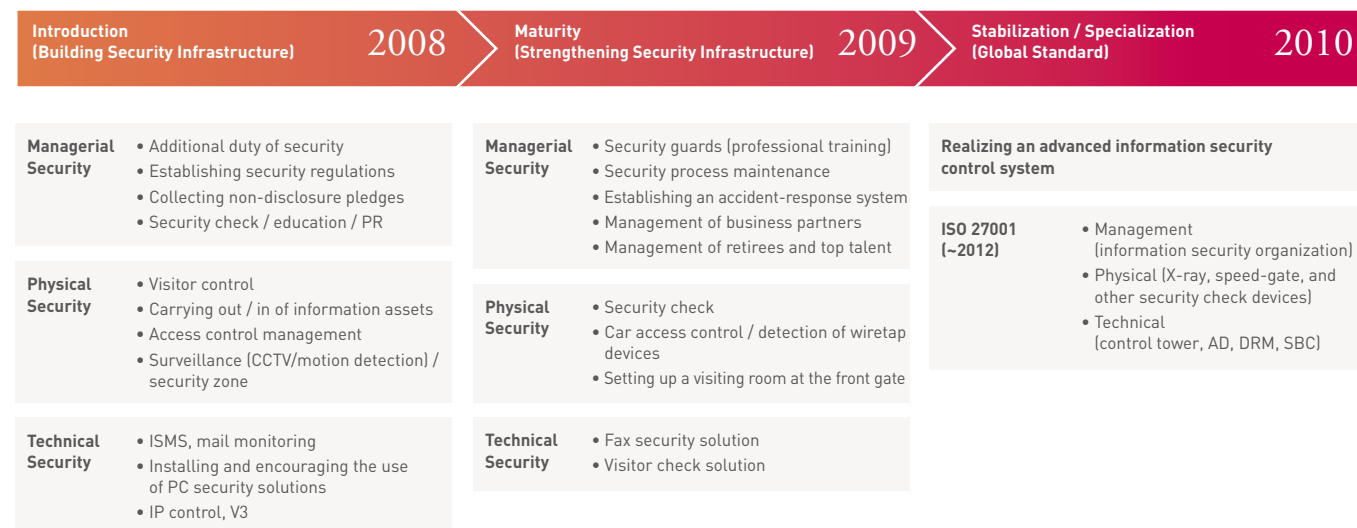 Introduction
(Building Security Infrastructure)
2008
Maturity
(Strengthening Security Infrastructure)
2009
Stabilization / Specialization
(Global Standard)
2010
Managerial
Security
• Additional duty of security
• Establishing security regulations
• Collecting non-disclosure pledges
• Security check / education / PR
Physical
Security
• Visitor control
• Carrying out / in of information assets
• Access control management
• Surveillance (CCTV/motion detection) /
security zone
Technical
Security
• ISMS, mail monitoring
• Installing and encouraging the use
of PC security solutions
• IP control, V3
Managerial
Security
• Security guards (professional training)
• Security process maintenance
• Establishing an accident-response system
• Management of business partners
• Management of retirees and top talent
Physical
Security
• Security check
• Car access control / detection of wiretap
devices
• Setting up a visiting room at the front gate
Technical
Security
• Fax security solution
• Visitor check solution
Realizing an advanced information security
control system
ISO 27001
(~2012)
• Management
(information security organization)
• Physical (X-ray, speed-gate, and
other security check devices)
• Technical
(control tower, AD, DRM, SBC)